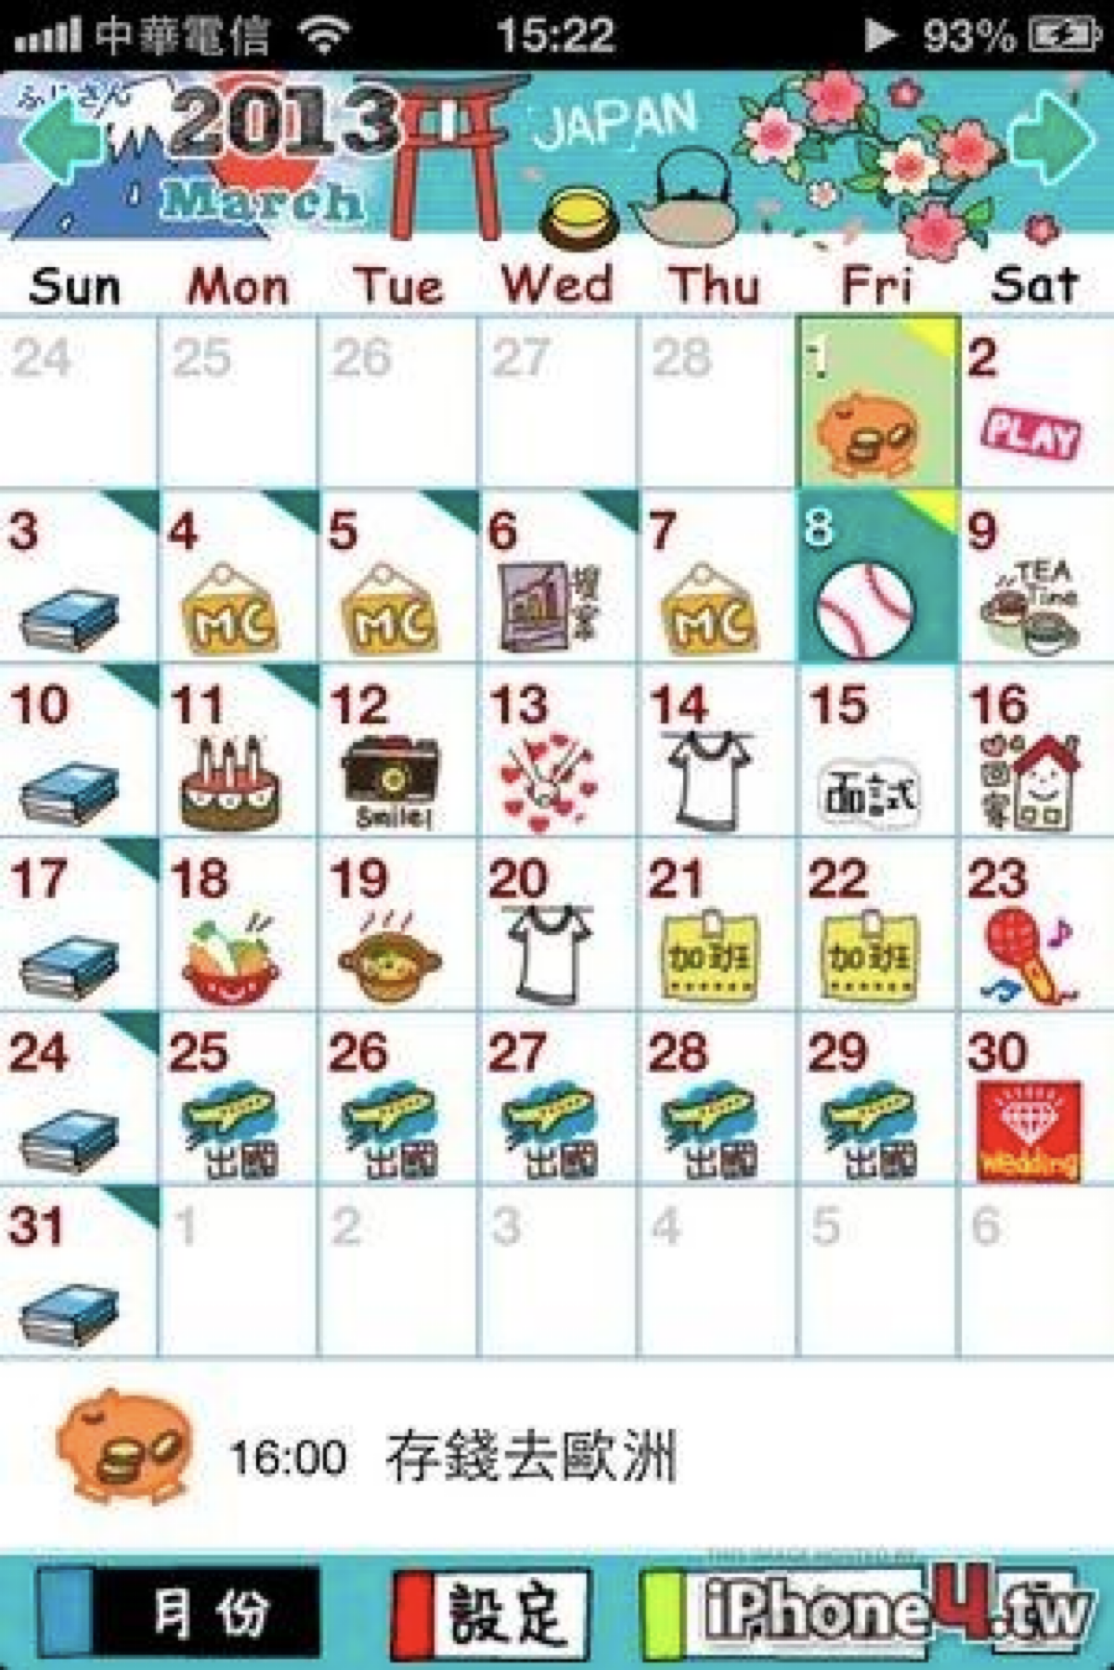 中華電信 15:22 93%
ふじさん
2013
March
JAPAN
Sun Mon Tue Wed Thu Fri Sat
24 25 26 27 28 1 2
PLAY
3 4 5 6 7 8 9
MC MC 提案 MC TEA Time
10 11 12 13 14 15 16
Smile! 面試 回家
17 18 19 20 21 22 23
加班 加班
24 25 26 27 28 29 30
出國 出國 出國 出國 出國 Wedding
31 1 2 3 4 5 6
16:00 存錢去歐洲
THIS IMAGE HOSTED BY
月份 設定 iPhone4.tw